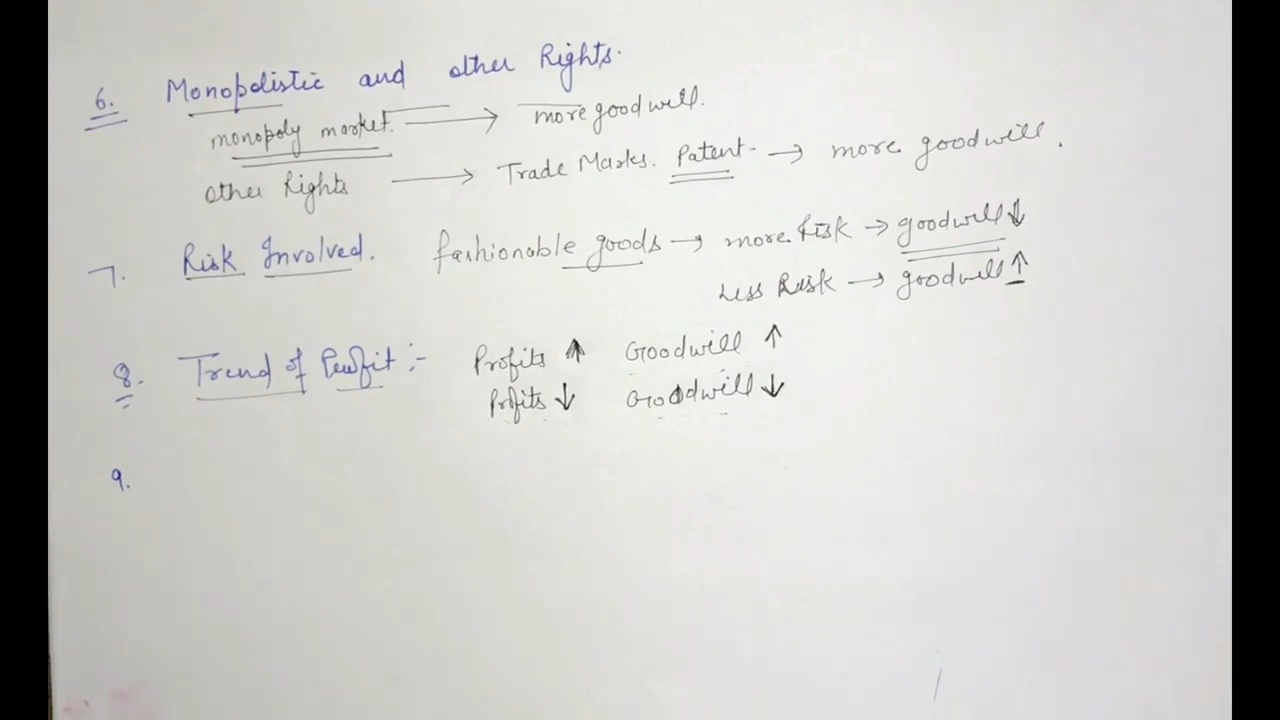 6. Monopolistic and other Rights.
monopoly market. → more goodwill.
other Rights → Trade Marks. Patent → more goodwill.
7. Risk Involved. fashionable goods → more Risk → goodwill ↓
Less Risk → goodwill ↑
8. Trend of Profit :- Profits ↑ Goodwill ↑
Profits ↓ Goodwill ↓
9.